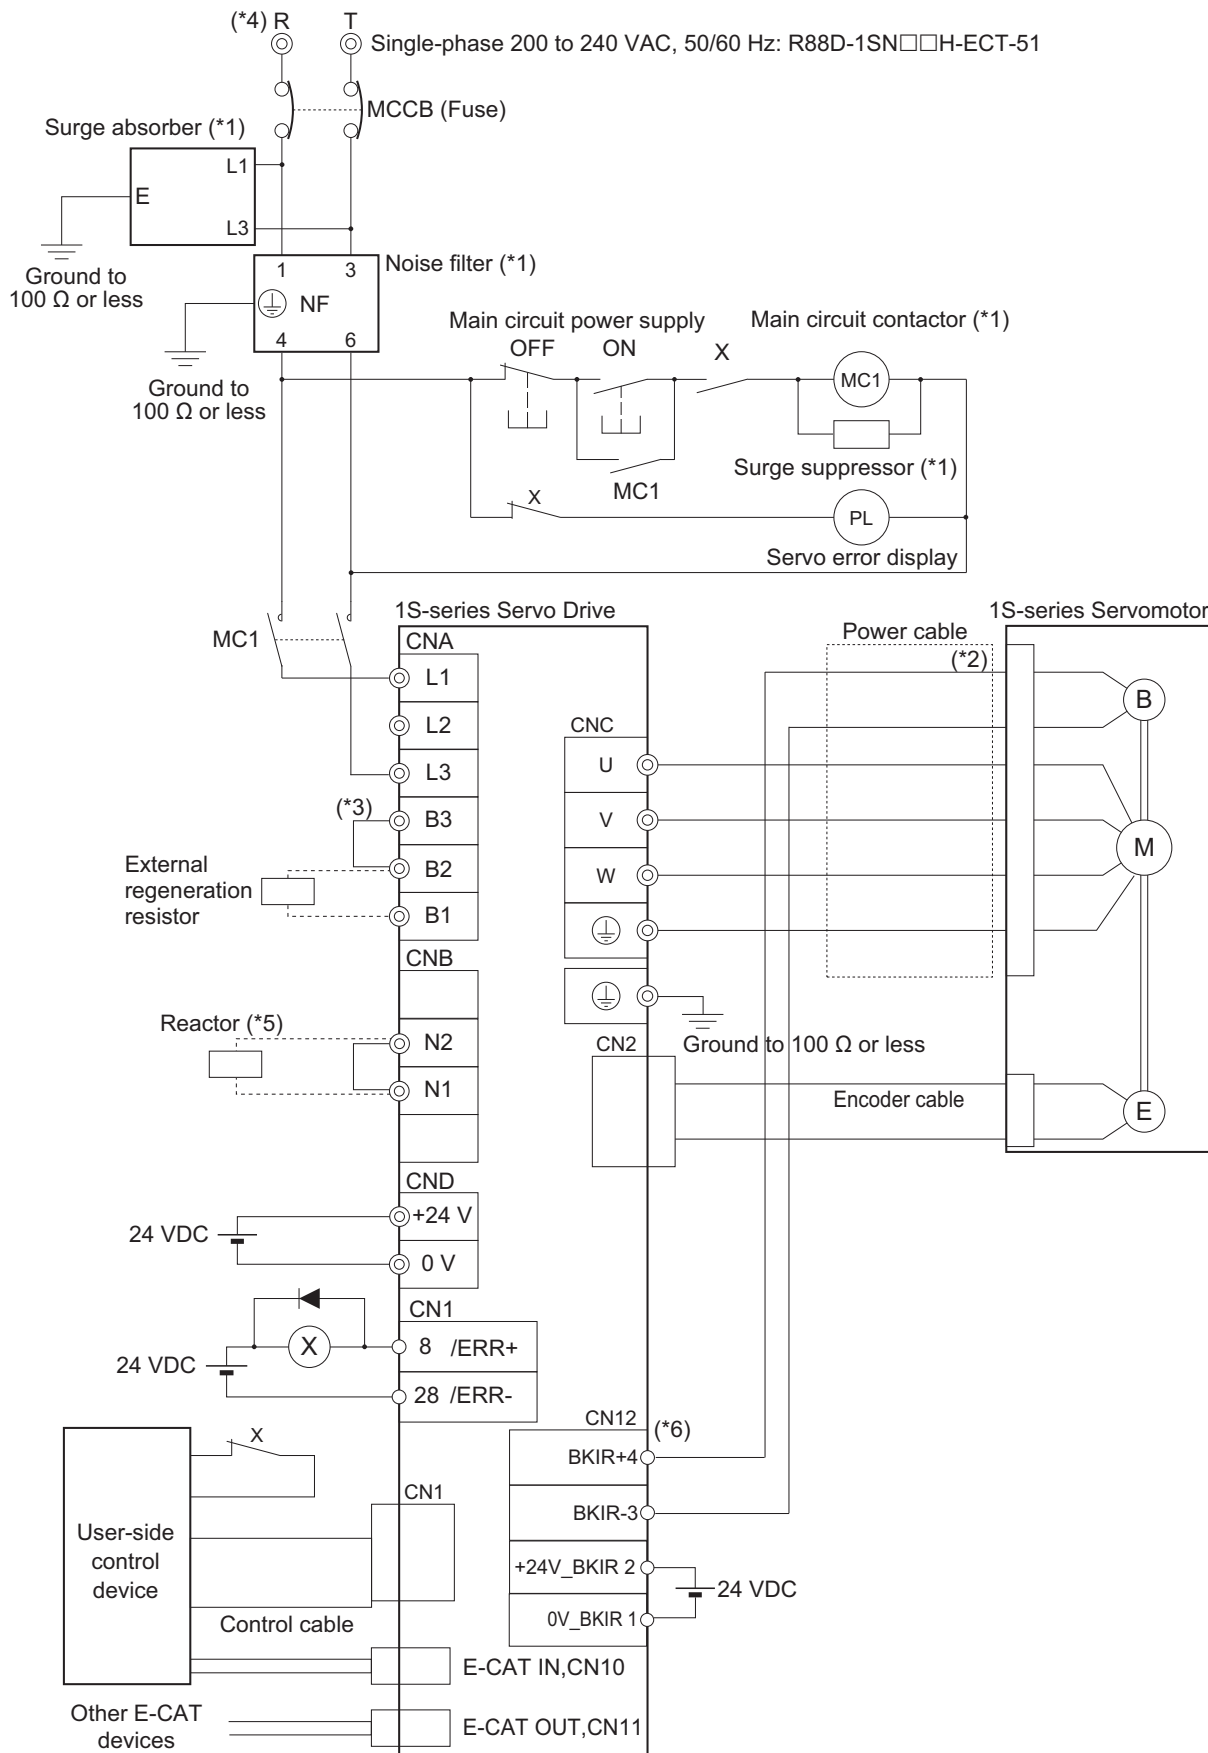 (*4) R T
Single-phase 200 to 240 VAC, 50/60 Hz: R88D-1SN□□H-ECT-51
MCCB (Fuse)
Surge absorber (*1)
L1
E
L3
Ground to
100 Ω or less
1 3
Noise filter (*1)
NF
4 6
Ground to
100 Ω or less
Main circuit power supply
OFF ON
X
Main circuit contactor (*1)
MC1
Surge suppressor (*1)
MC1
X
PL
Servo error display
MC1
1S-series Servo Drive
1S-series Servomotor
CNA
L1
L2
L3
(*3)
B3
B2
B1
External
regeneration
resistor
CNB
Reactor (*5)
N2
N1
CND
+24 V
0 V
24 VDC
CN1
8 /ERR+
28 /ERR-
X
24 VDC
CNC
U
V
W
Ground to 100 Ω or less
CN2
Power cable
(*2)
B
M
Encoder cable
E
CN12
(*6)
BKIR+4
BKIR-3
+24V_BKIR 2
0V_BKIR 1
24 VDC
X
User-side
control
device
CN1
Control cable
E-CAT IN,CN10
Other E-CAT
devices
E-CAT OUT,CN11